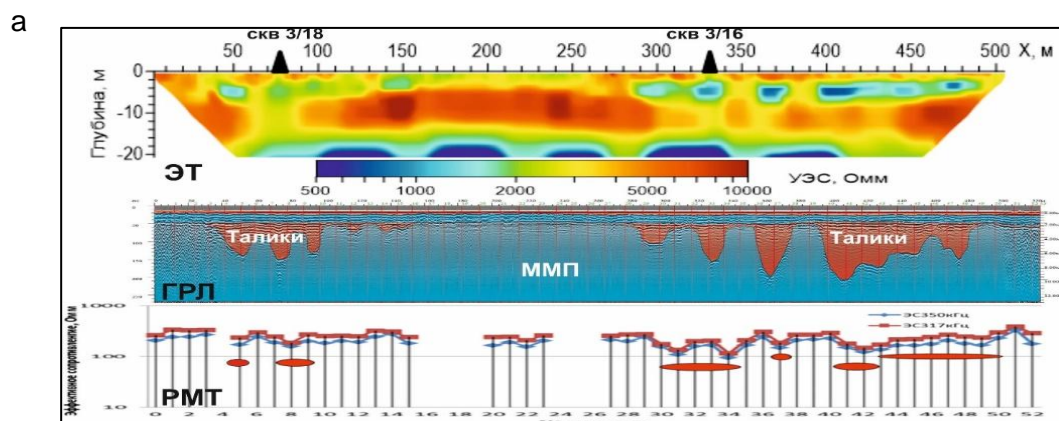 а
скв 3/18 скв 3/16
50 100 150 200 250 300 350 400 450 500 X, м
Глубина, м
0
-10
-20
ЭТ
500 1000 2000 5000 10000 УЭС, Омм
Талики Талики
ММП
ГРЛ
1000
ЭС350кГц
ЭС317кГц
Эффективное сопротивление, Ом м
100
РМТ
10
0 2 4 6 8 10 12 14 16 18 20 22 24 26 28 30 32 34 36 38 40 42 44 46 48 50 52